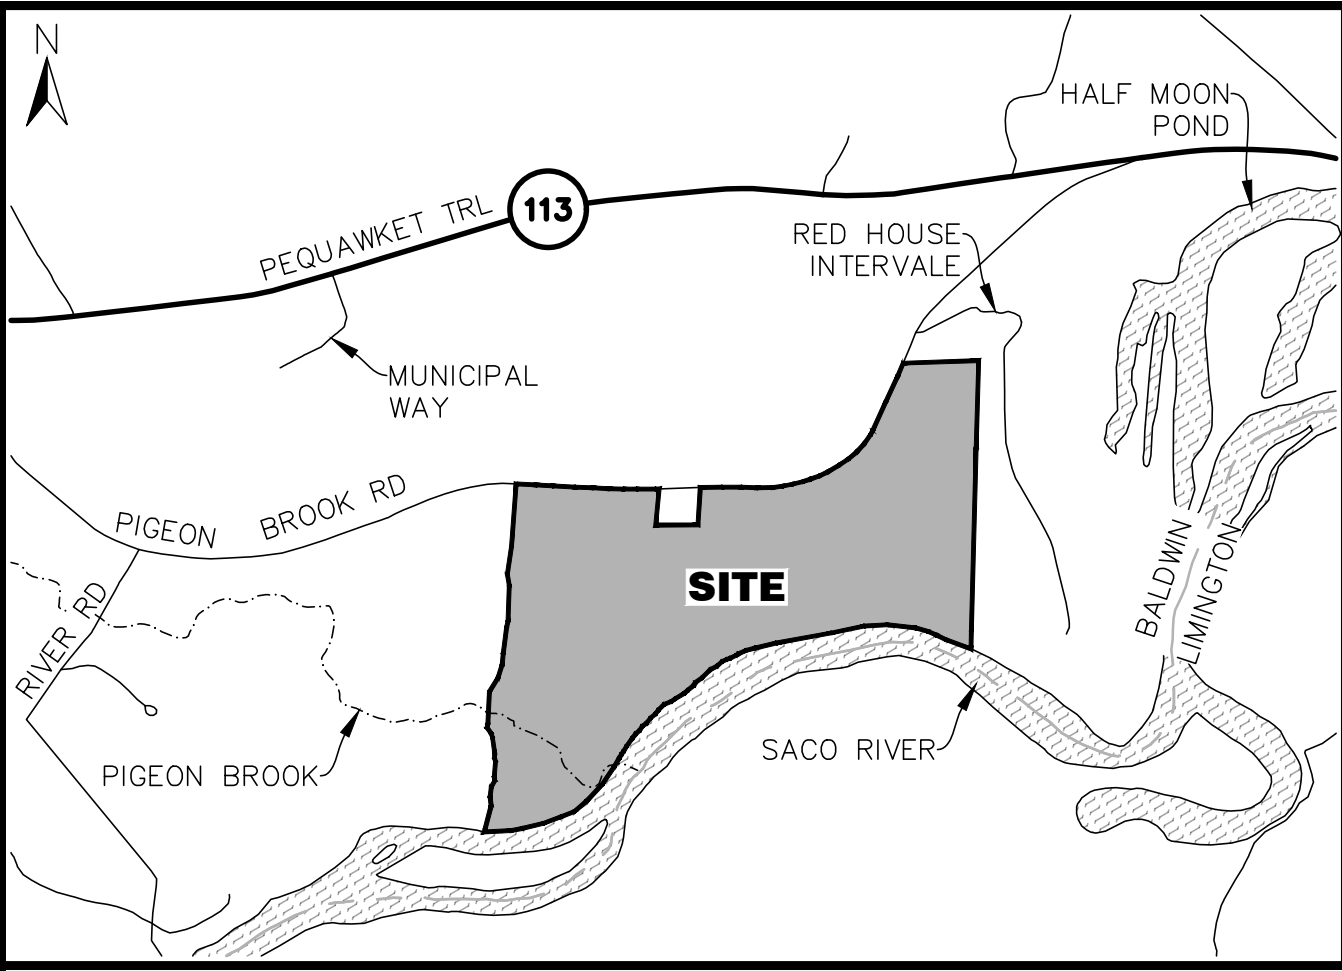 N
HALF MOON
POND
PEQUAWKET TRL
113
RED HOUSE
INTERVALE
MUNICIPAL
WAY
PIGEON BROOK RD
SITE
BALDWIN
LIMINGTON
RIVER RD
SACO RIVER
PIGEON BROOK